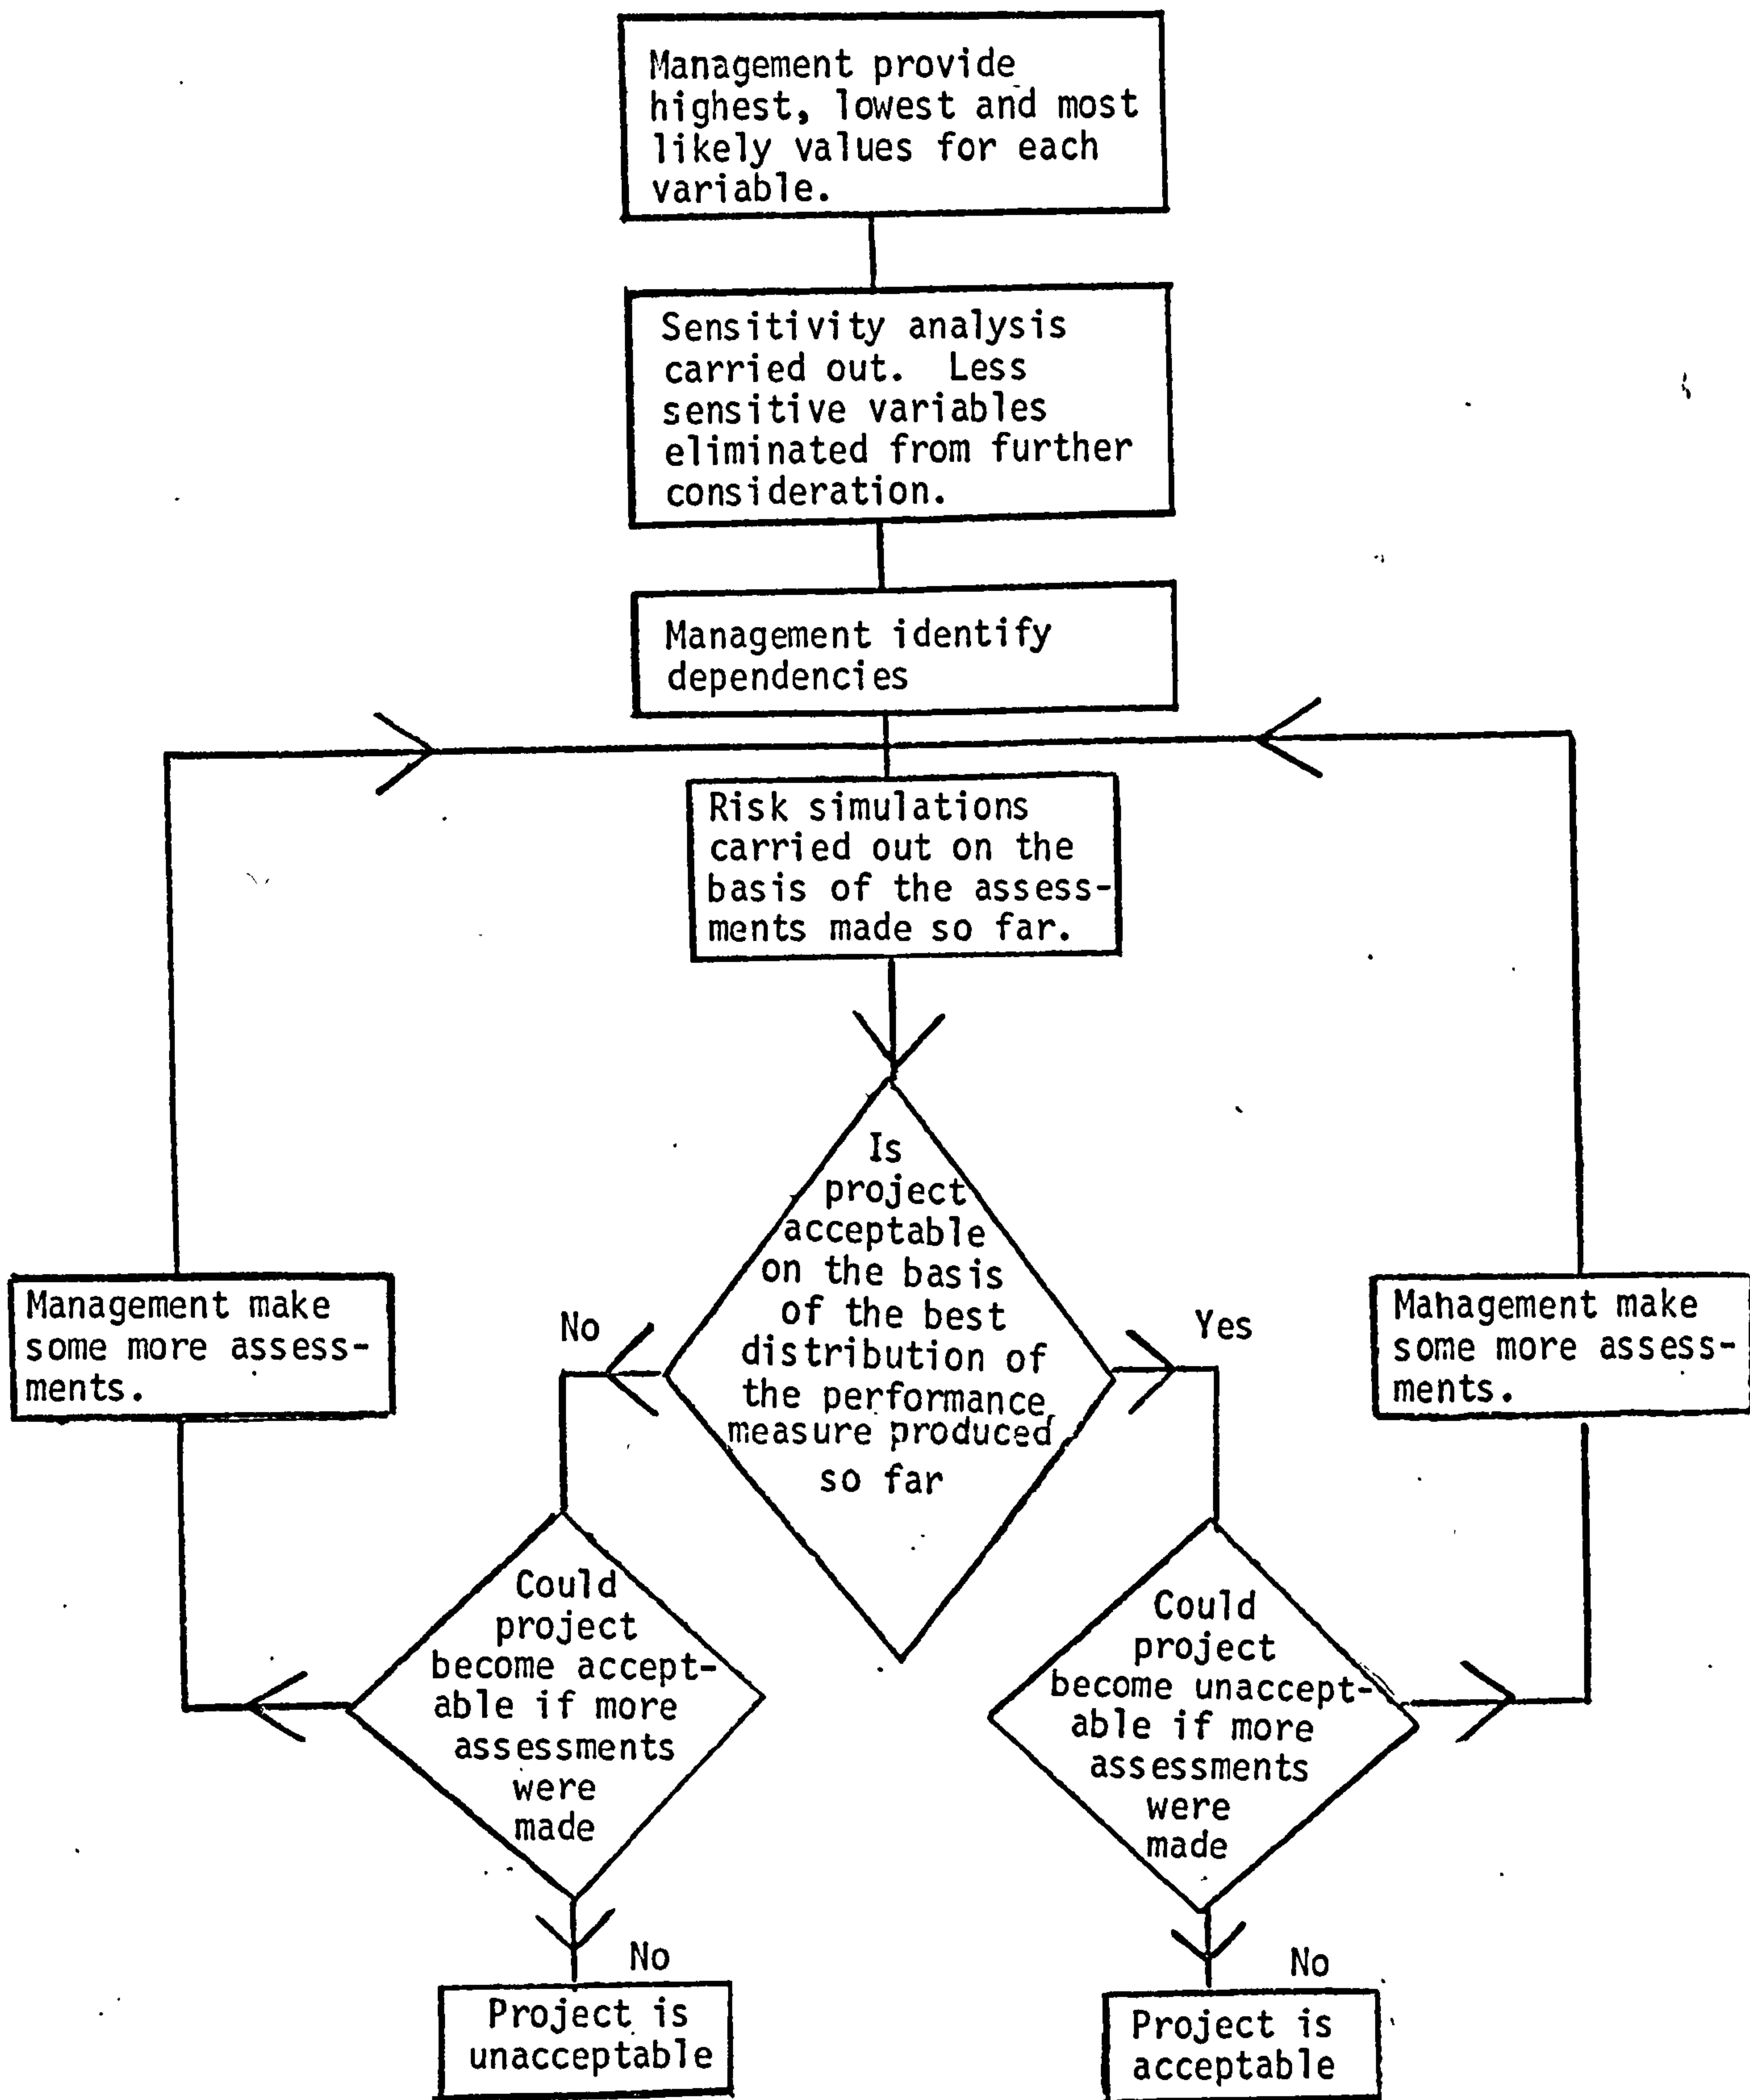 Management provide
highest, lowest and most
likely values for each
variable.
Sensitivity analysis
carried out. Less
sensitive variables
eliminated from further
consideration.
Management identify
dependencies
Risk simulations
carried out on the
basis of the assess-
ments made so far.
Is
project
acceptable
on the basis
of the best
distribution of
the performance
measure produced
so far
No
Yes
Management make
some more assess-
ments.
Mahagement make
some more assess-
ments.
Could
project
become accept-
able if more
assessments
were
made
Could
project
become unaccept-
able if more
assessments
were
made
No
No
Project is
unacceptable
Project is
acceptable